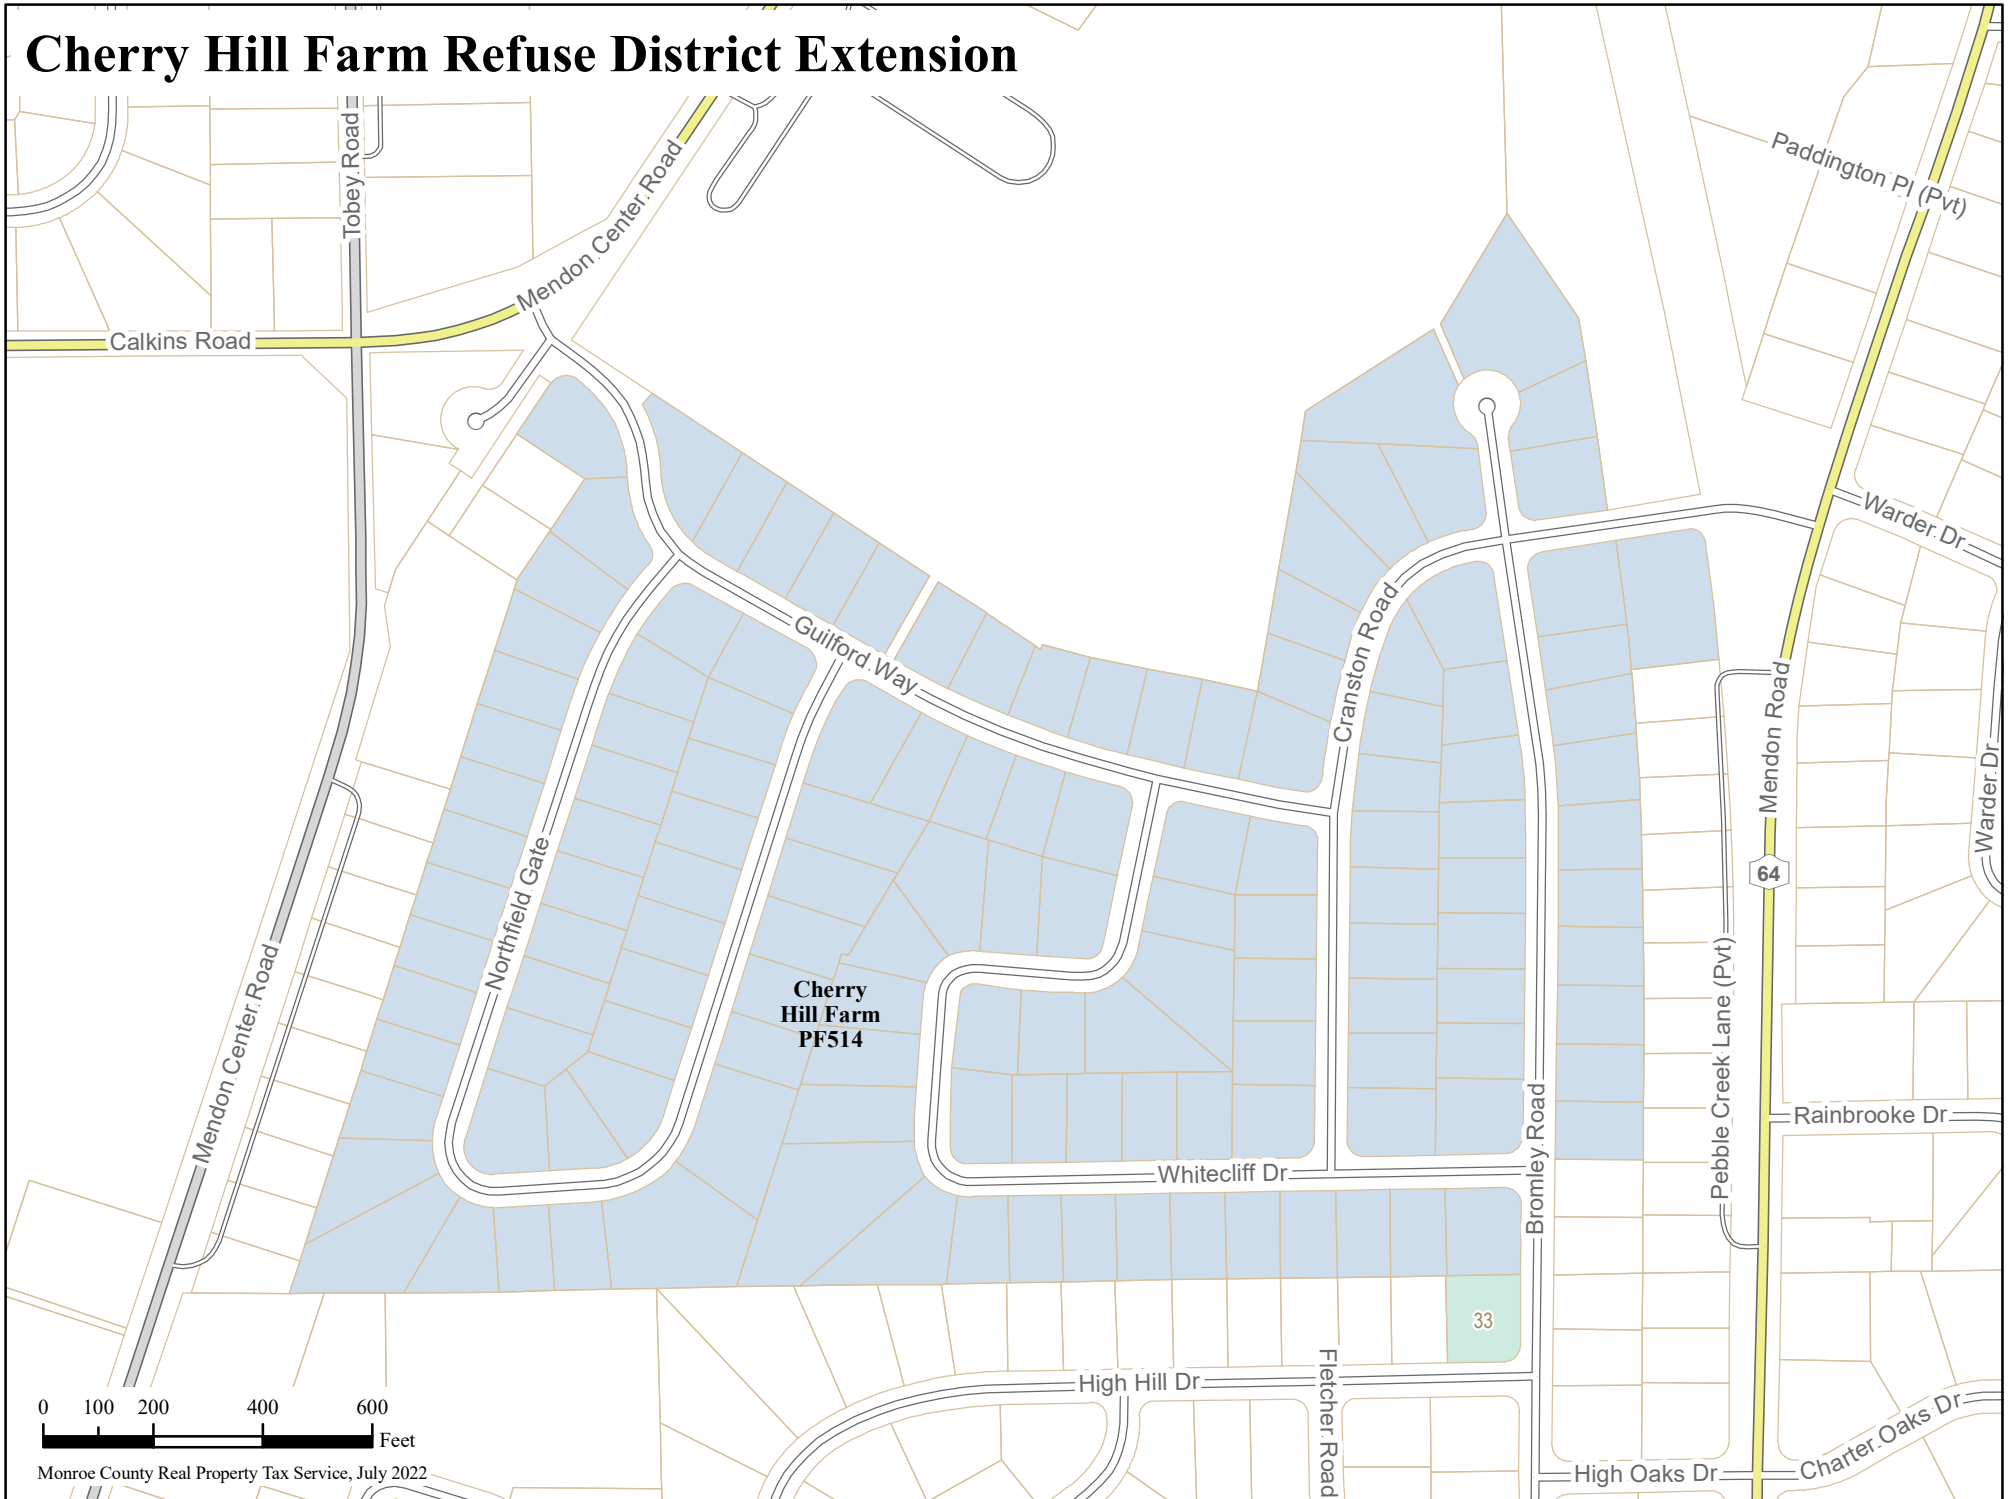 Cherry Hill Farm Refuse District Extension
Tobey Road
Mendon Center Road
Paddington Pl (Pvt)
Calkins Road
Warder Dr
Guilford Way
Cranston Road
Mendon Road
Warder Dr
Northfield Gate
64
Mendon Center Road
Cherry
Hill Farm
PF514
Pebble Creek Lane (Pvt)
Rainbrooke Dr
Whitecliff Dr
Bromley Road
33
High Hill Dr
Fletcher Road
Charter Oaks Dr
High Oaks Dr
0 100 200 400 600
Feet
Monroe County Real Property Tax Service, July 2022